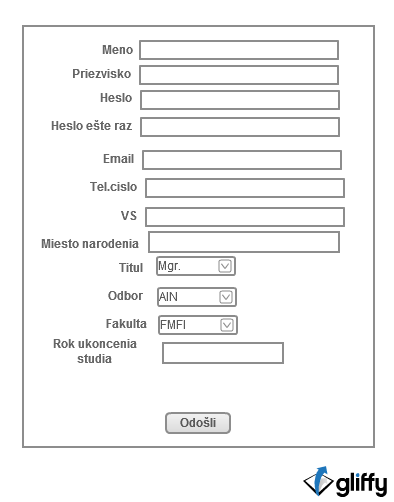 Meno
Priezvisko
Heslo
Heslo ešte raz
Email
Tel.cislo
VS
Miesto narodenia
Titul Mgr.
Odbor AIN
Fakulta FMFI
Rok ukoncenia
studia
Odošli
gliffy